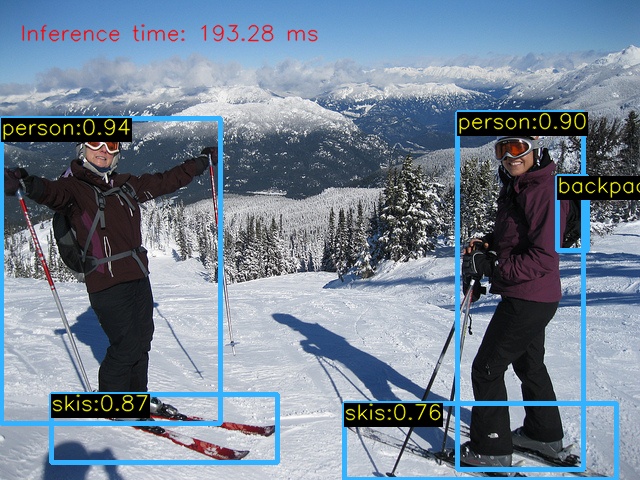 Inference time: 193.28 ms
person:0.94
person:0.90
backpac
skis:0.87
skis:0.76